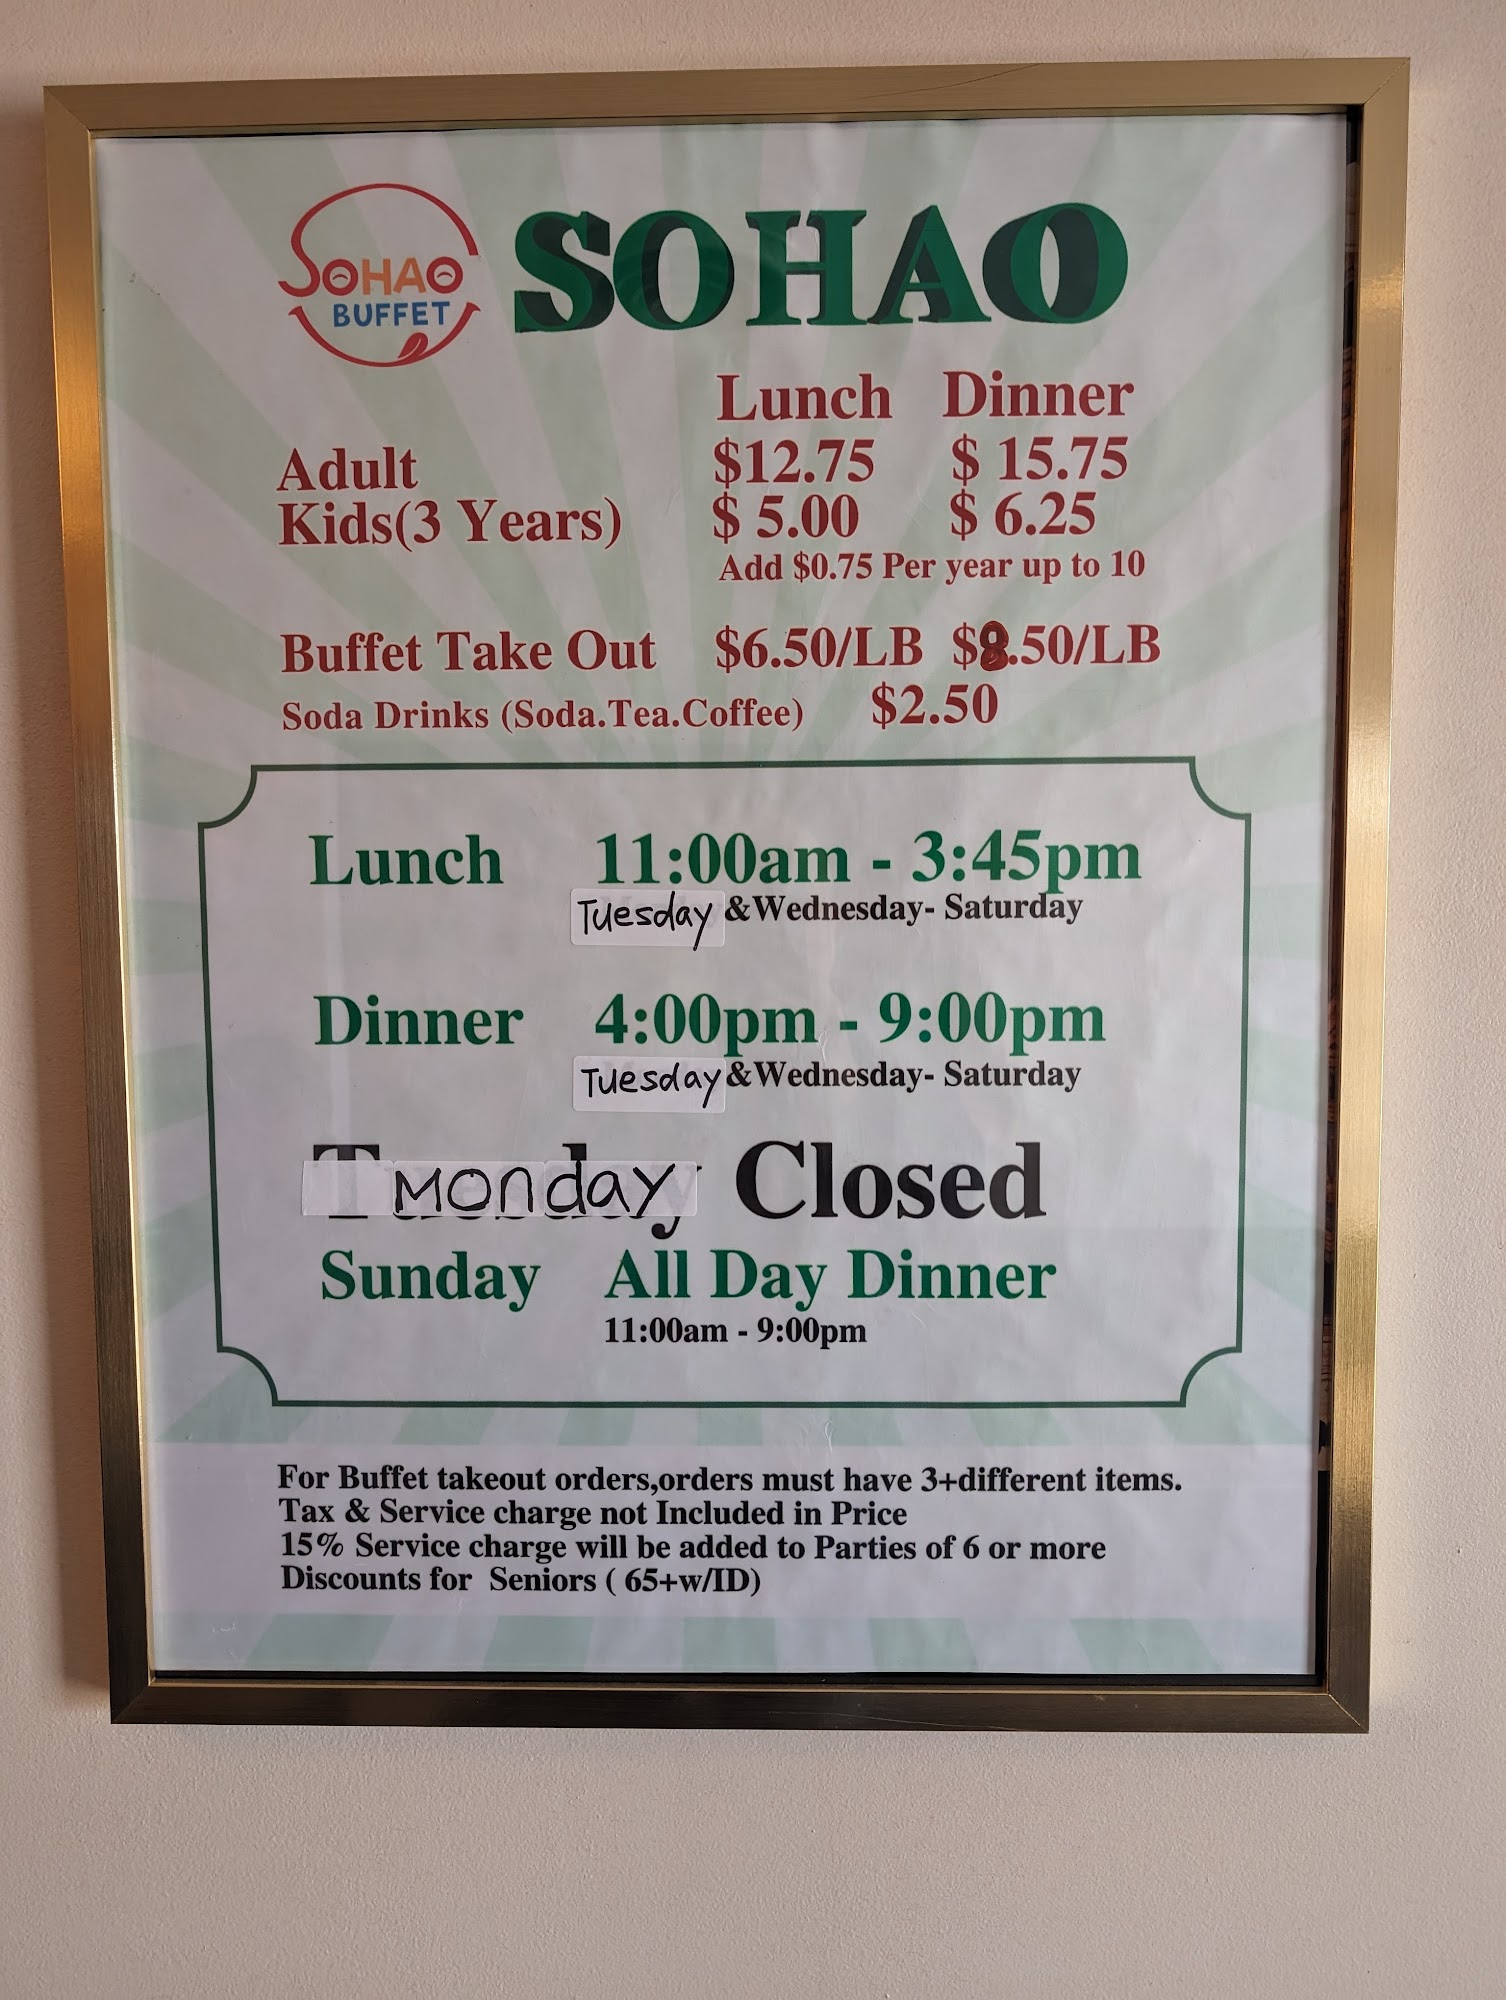 SOHAO
BUFFET
SOHAO
Lunch Dinner
Adult $12.75 $ 15.75
Kids(3 Years) $ 5.00 $ 6.25
Add $0.75 Per year up to 10
Buffet Take Out $6.50/LB $8.50/LB
Soda Drinks (Soda.Tea.Coffee) $2.50
Lunch 11:00am - 3:45pm
Tuesday &Wednesday- Saturday
Dinner 4:00pm - 9:00pm
Tuesday &Wednesday- Saturday
Monday Closed
Sunday All Day Dinner
11:00am - 9:00pm
For Buffet takeout orders,orders must have 3+different items.
Tax & Service charge not Included in Price
15% Service charge will be added to Parties of 6 or more
Discounts for Seniors ( 65+w/ID)